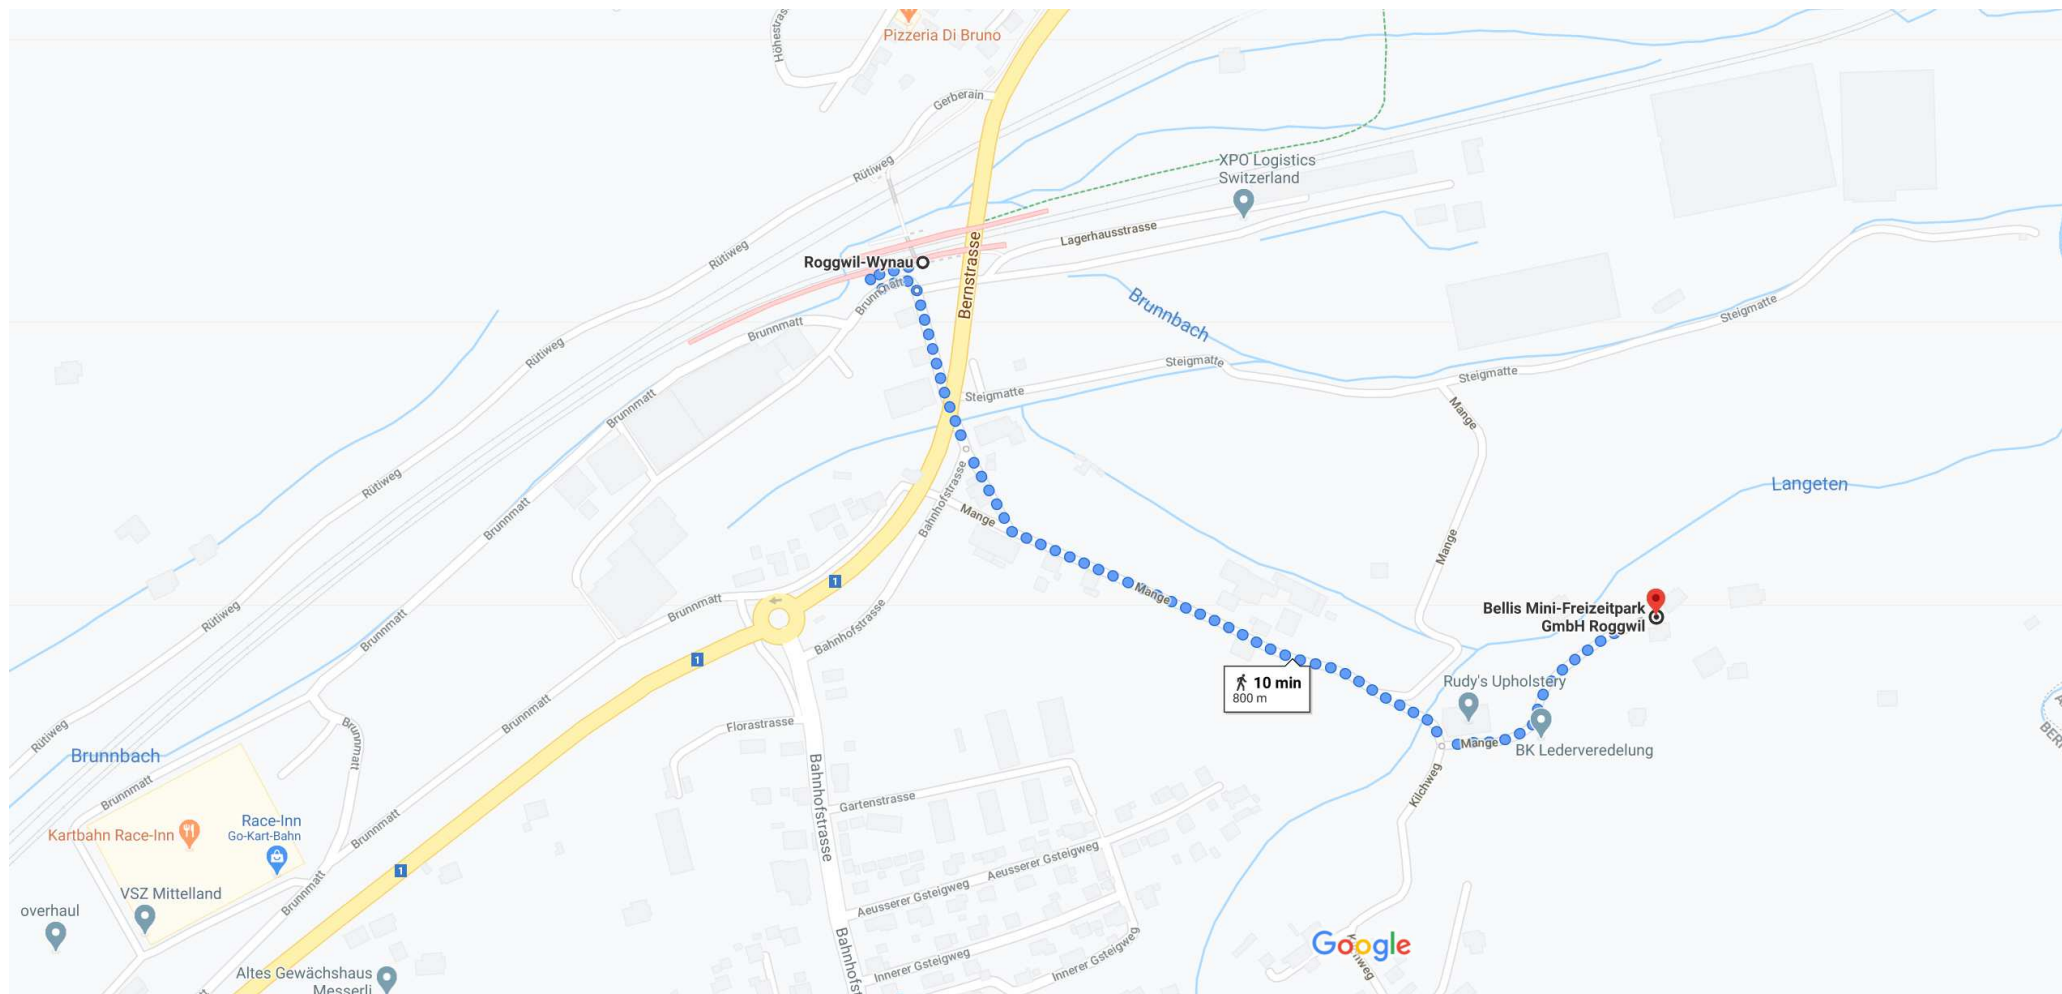 Höhestras
Pizzeria Di Bruno
Gerberain
Rütiweg
XPO Logistics
Switzerland
Rütiweg
Bernstrasse
Lagerhausstrasse
Roggwil-Wynau
Brunnmatt
Brunnbach
Brunnmatt
Steigmatte
Rütiweg
Steigmatte
Steigmatte
Steigmatte
Brunnmatt
Mange
Rütiweg
Bahnhofstrasse
Mange
Langeten
Brunnmatt
Mange
1
Mange
Bellis Mini-Freizeitpark
GmbH Roggwil
Rütiweg
Brunnmatt
Brunnmatt
Bahnhofstrasse
1
10 min
800 m
Rudy's Upholstery
Brunnmatt
Florastrasse
Rütiweg
Brunnmatt
Mange
BK Lederveredelung
BER
Brunnbach
Brunnmatt
Bahnhofstrasse
Gartenstrasse
Kilchweg
Race-Inn
Go-Kart-Bahn
Kartbahn Race-Inn
Brunnmatt
1
Aeusserer Gsteigweg
Aeusserer Gsteigweg
VSZ Mittelland
Brunnmatt
overhaul
Bahnhofst
Google
Innerer Gsteigweg
Innerer Gsteigweg
Altes Gewächshaus
Messerli